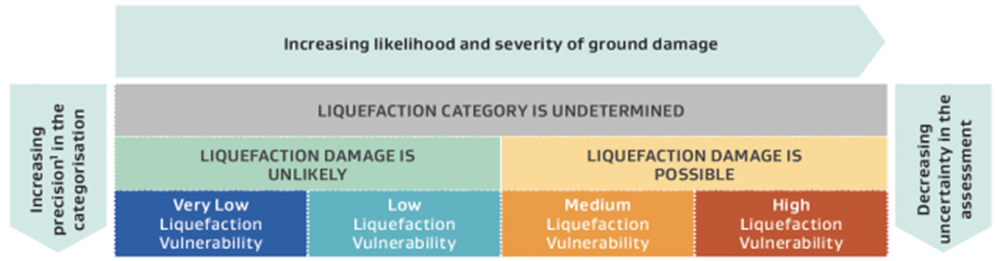 Increasing likelihood and severity of ground damage
Increasing
precision¹ in the
categorisation
LIQUEFACTION CATEGORY IS UNDETERMINED
LIQUEFACTION DAMAGE IS
UNLIKELY
LIQUEFACTION DAMAGE IS
POSSIBLE
Very Low
Liquefaction
Vulnerability
Low
Liquefaction
Vulnerability
Medium
Liquefaction
Vulnerability
High
Liquefaction
Vulnerability
Decreasing
uncertainty in the
assessment